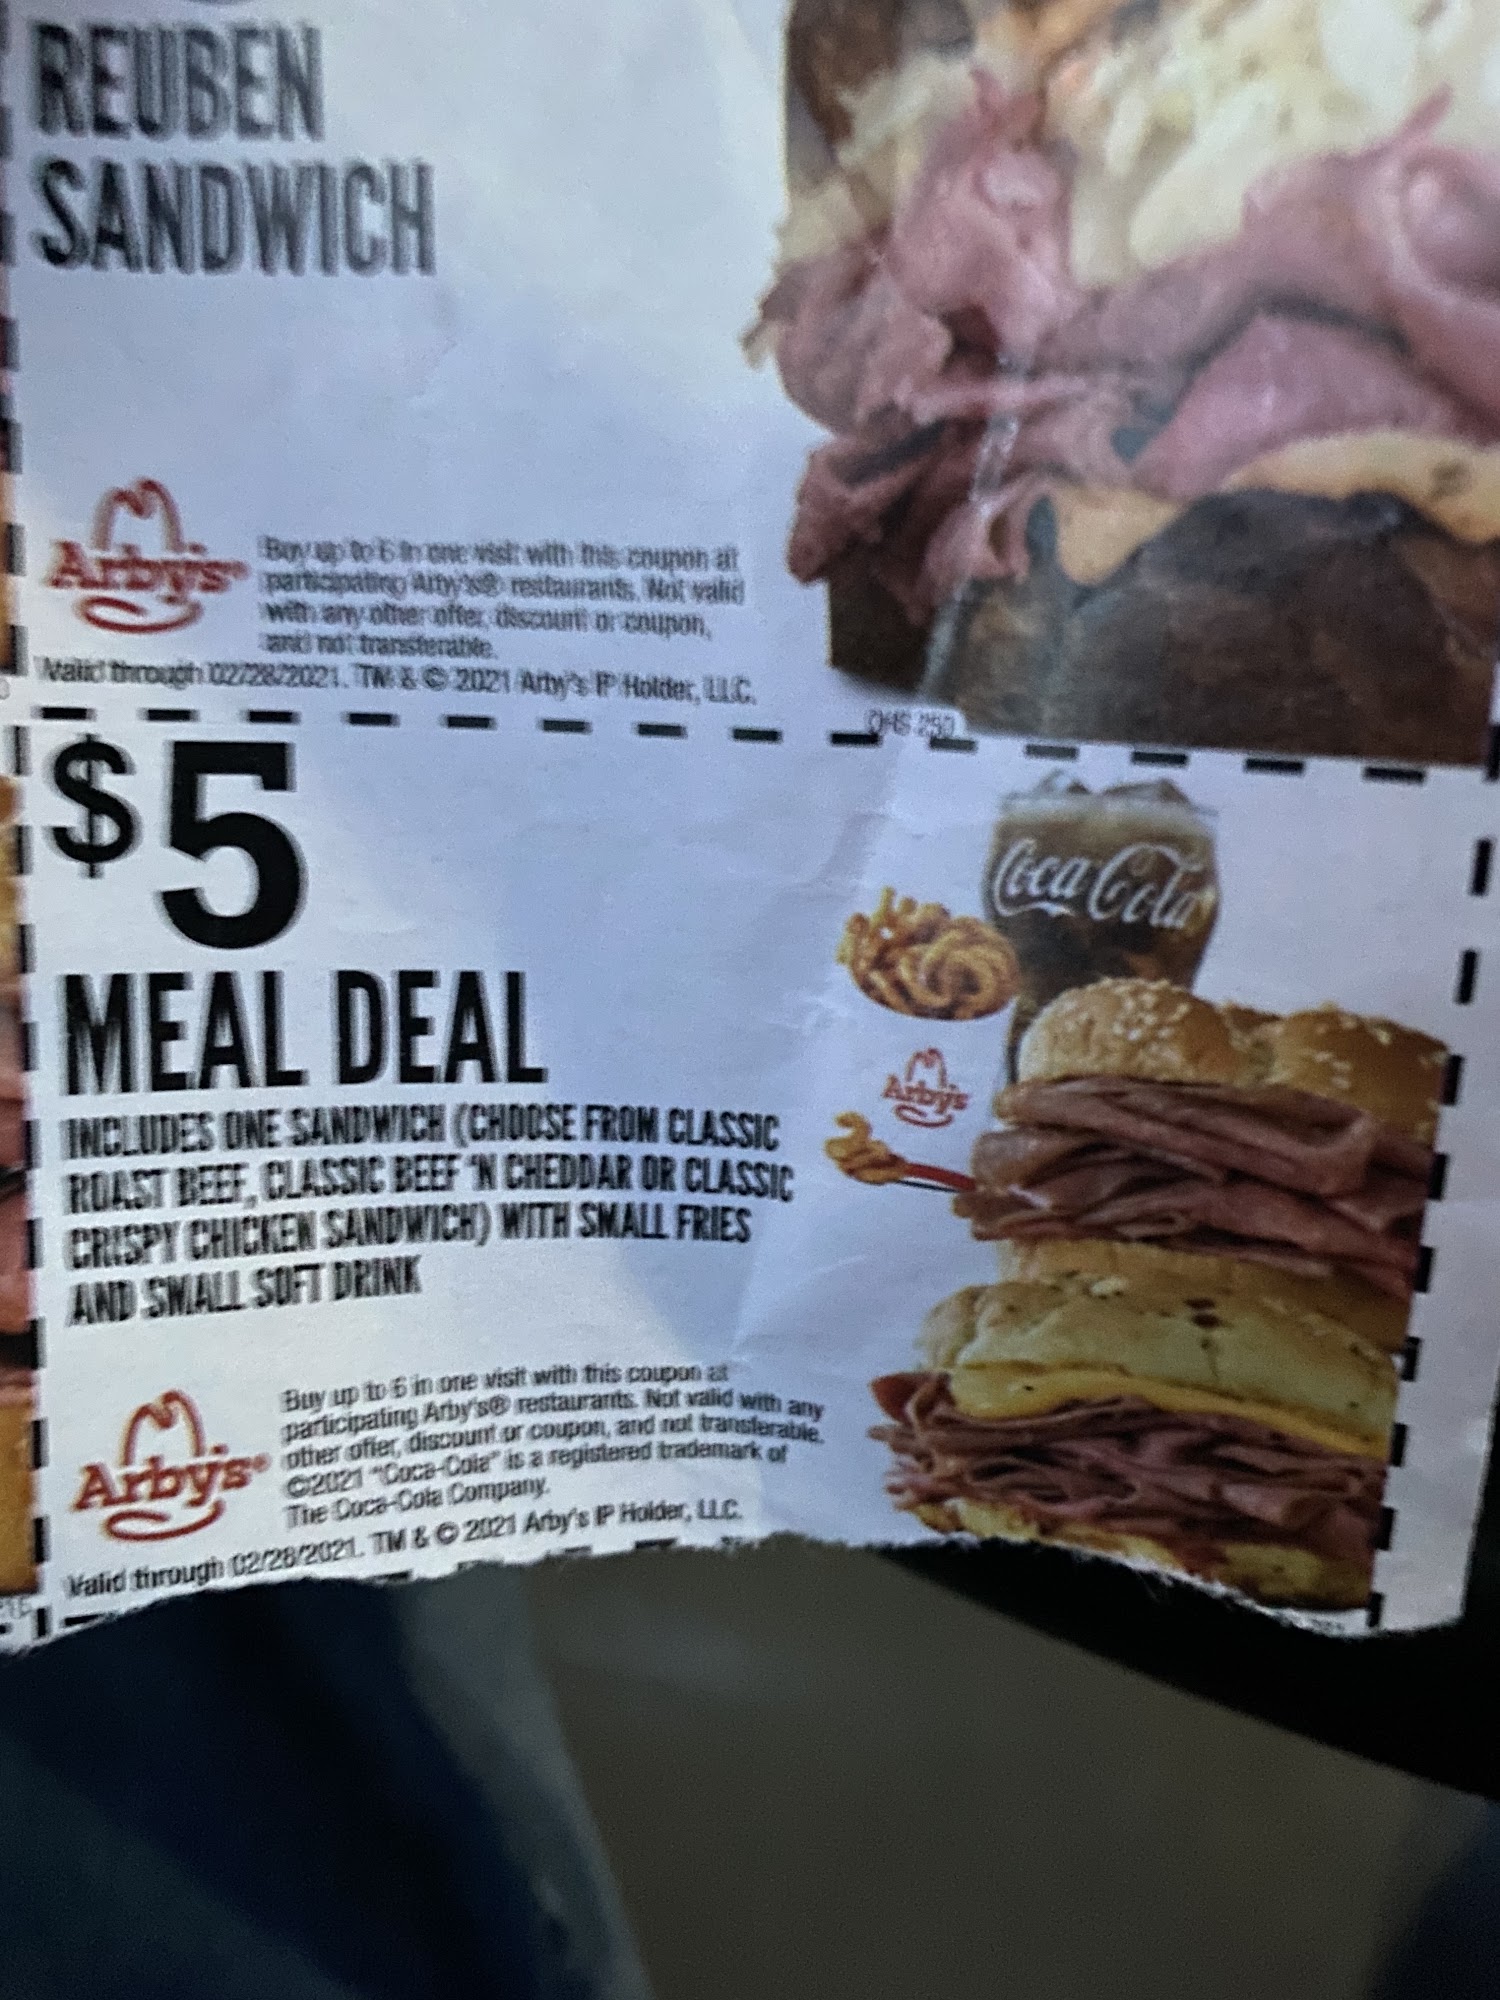 REUBEN
SANDWICH
Arby's®
Buy up to 6 in one visit with this coupon at
participating Arby's® restaurants. Not valid
with any other offer, discount or coupon,
and not transferable.
Valid through 02/28/2021. TM & © 2021 Arby's IP Holder, LLC.
$5
MEAL DEAL
INCLUDES ONE SANDWICH (CHOOSE FROM CLASSIC
ROAST BEEF, CLASSIC BEEF 'N CHEDDAR OR CLASSIC
CRISPY CHICKEN SANDWICH) WITH SMALL FRIES
AND SMALL SOFT DRINK
Coca-Cola
Arby's
Arby's®
Buy up to 6 in one visit with this coupon at
participating Arby's® restaurants. Not valid with any
other offer, discount or coupon, and not transferable.
©2021 "Coca-Cola" is a registered trademark of
The Coca-Cola Company.
Valid through 02/28/2021. TM & © 2021 Arby's IP Holder, LLC.